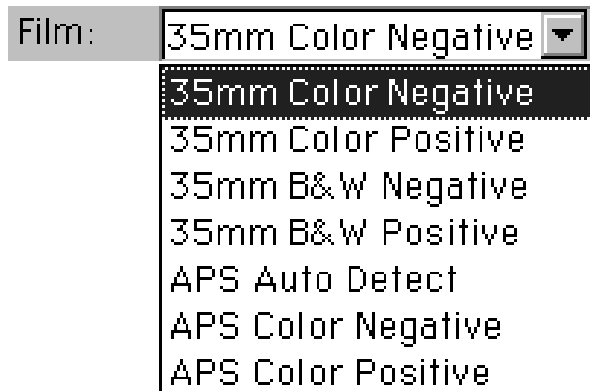 Film: 35mm Color Negative
35mm Color Negative
35mm Color Positive
35mm B&W Negative
35mm B&W Positive
APS Auto Detect
APS Color Negative
APS Color Positive